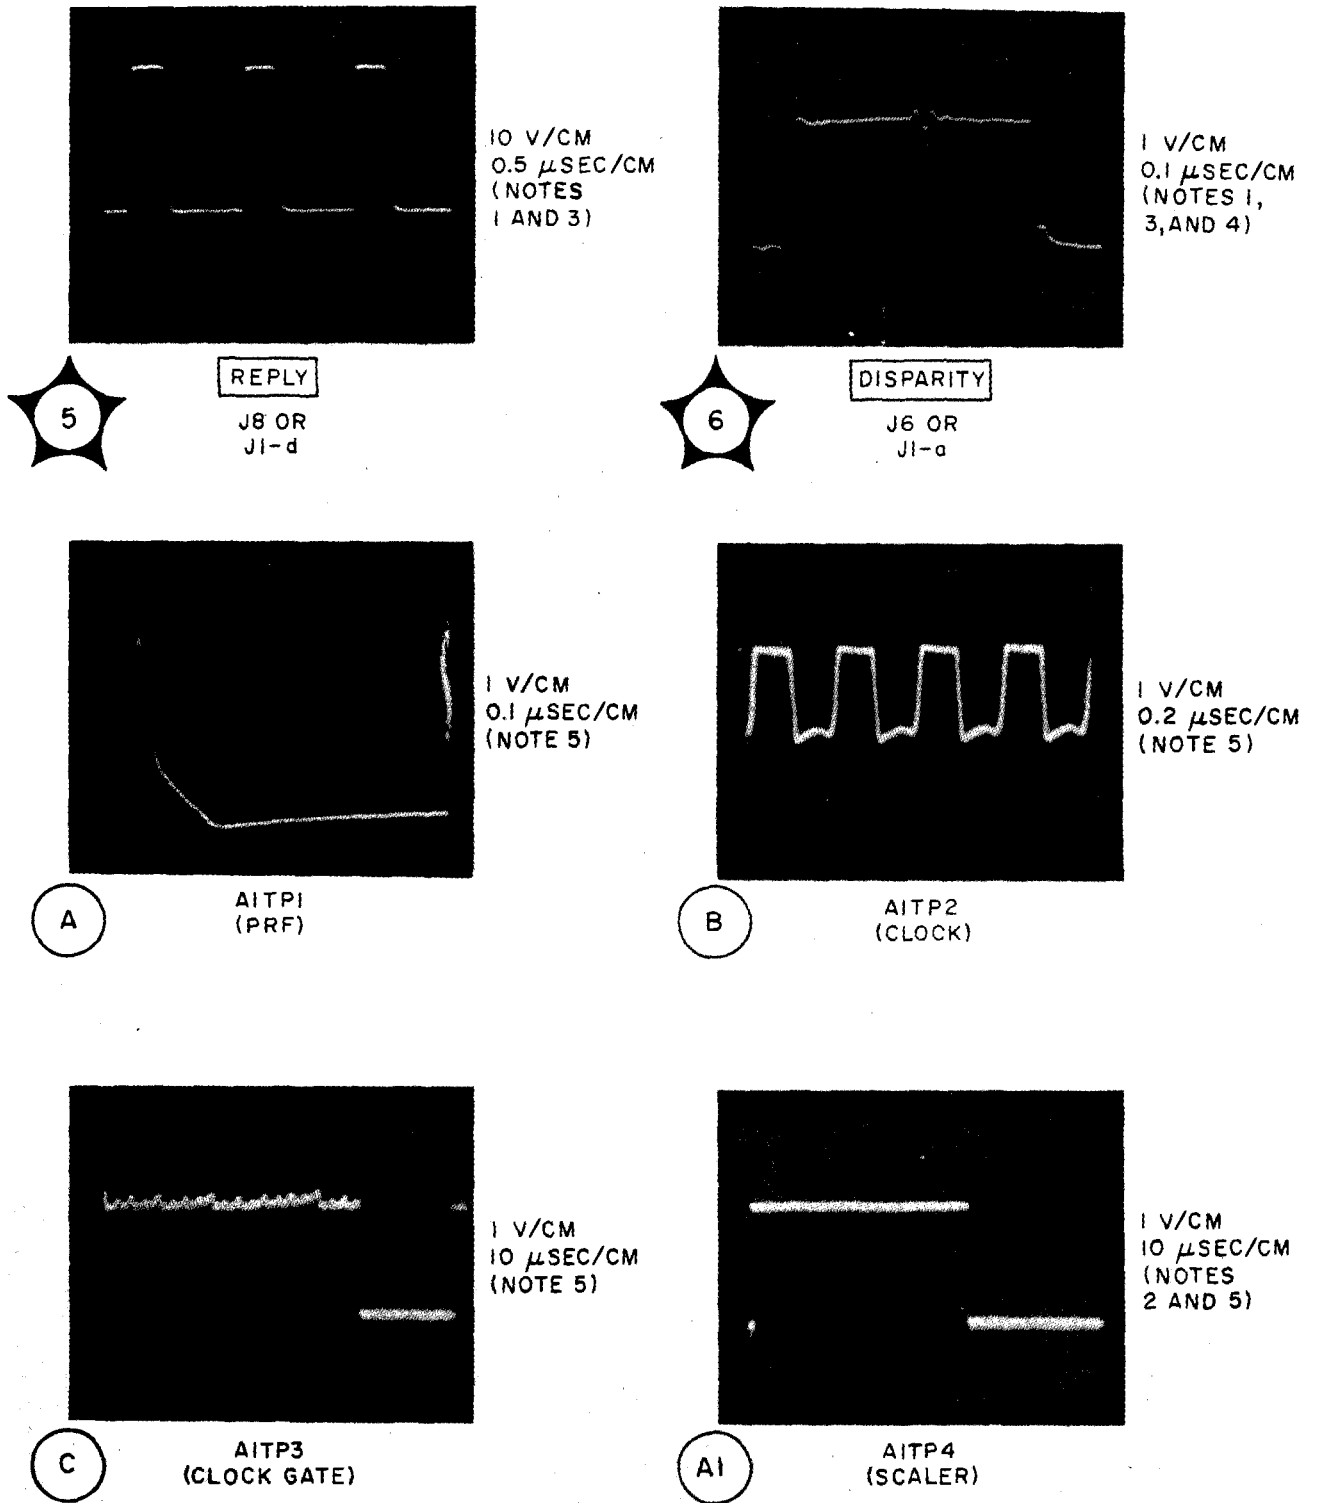 10 V/CM
0.5 μSEC/CM
(NOTES
1 AND 3)
5
REPLY
J8 OR
J1-d
1 V/CM
0.1 μSEC/CM
(NOTES 1,
3, AND 4)
6
DISPARITY
J6 OR
J1-a
1 V/CM
0.1 μSEC/CM
(NOTE 5)
A
A1TP1
(PRF)
1 V/CM
0.2 μSEC/CM
(NOTE 5)
B
A1TP2
(CLOCK)
1 V/CM
10 μSEC/CM
(NOTE 5)
C
A1TP3
(CLOCK GATE)
1 V/CM
10 μSEC/CM
(NOTES
2 AND 5)
A1
A1TP4
(SCALER)